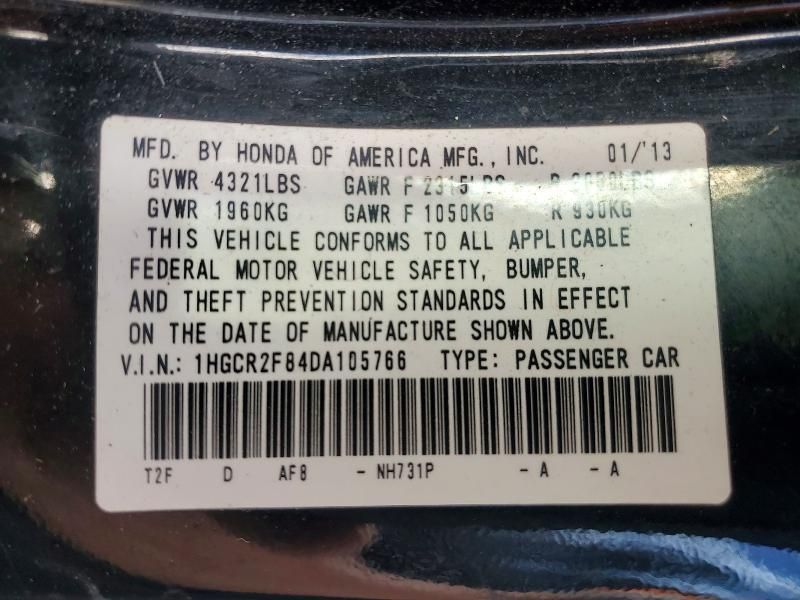 MFD. BY HONDA OF AMERICA MFG., INC. 01/'13
GVWR 4321LBS GAWR F 2315LBS R
GVWR 1960KG GAWR F 1050KG R 930KG
THIS VEHICLE CONFORMS TO ALL APPLICABLE
FEDERAL MOTOR VEHICLE SAFETY, BUMPER,
AND THEFT PREVENTION STANDARDS IN EFFECT
ON THE DATE OF MANUFACTURE SHOWN ABOVE.
V.I.N.: 1HGCR2F84DA105766 TYPE: PASSENGER CAR
T2F D AF8 - NH731P - A - A